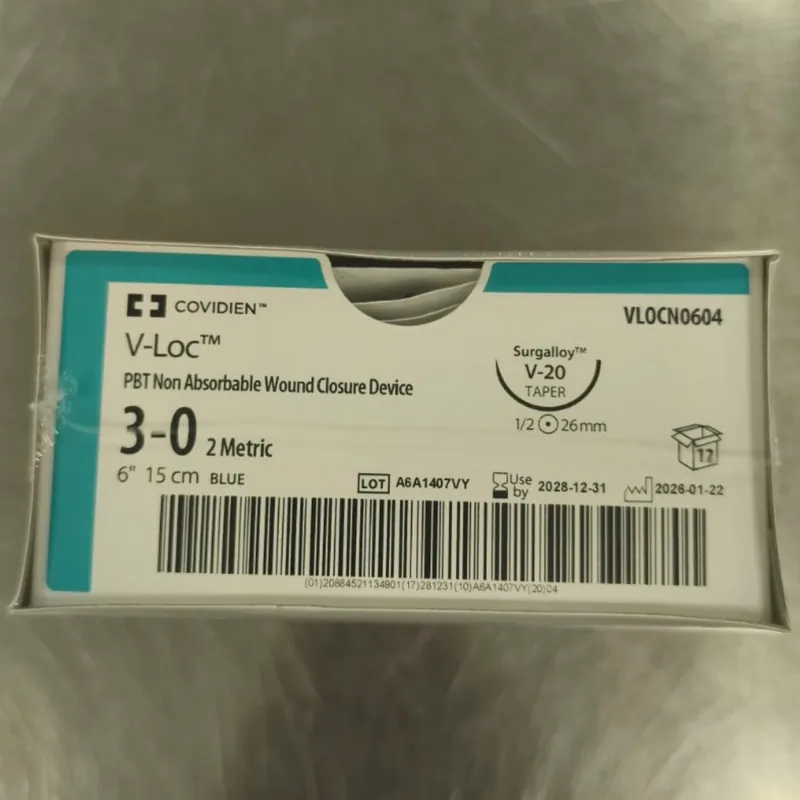 COVIDIEN™
VLOCN0604
V-Loc™
PBT Non Absorbable Wound Closure Device
Surgalloy™
V-20
TAPER
1/2 26mm
3-0 2 Metric
6" 15 cm BLUE
12
LOT A6A1407VY
Use by 2028-12-31
2026-01-22
(01)20884521134901(17)281231(10)A6A1407VY(20)04